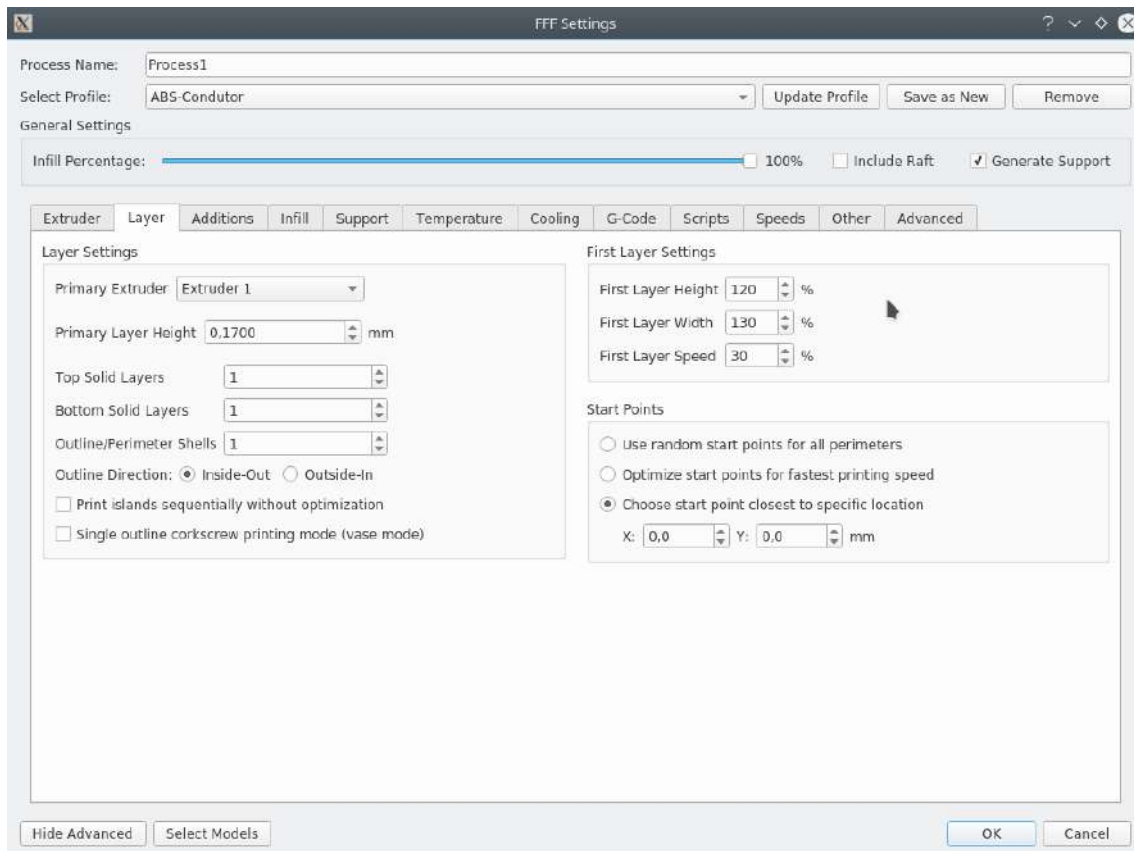 FFF Settings
Process Name: Process1
Select Profile: ABS-Condutor Update Profile Save as New Remove
General Settings
Infill Percentage: 100% Include Raft Generate Support
Extruder Layer Additions Infill Support Temperature Cooling G-Code Scripts Speeds Other Advanced
Layer Settings
Primary Extruder Extruder 1
Primary Layer Height 0,1700 mm
Top Solid Layers 1
Bottom Solid Layers 1
Outline/Perimeter Shells 1
Outline Direction: Inside-Out Outside-In
Print islands sequentially without optimization
Single outline corkscrew printing mode (vase mode)
First Layer Settings
First Layer Height 120 %
First Layer Width 130 %
First Layer Speed 30 %
Start Points
Use random start points for all perimeters
Optimize start points for fastest printing speed
Choose start point closest to specific location
X: 0,0 Y: 0,0 mm
Hide Advanced Select Models OK Cancel